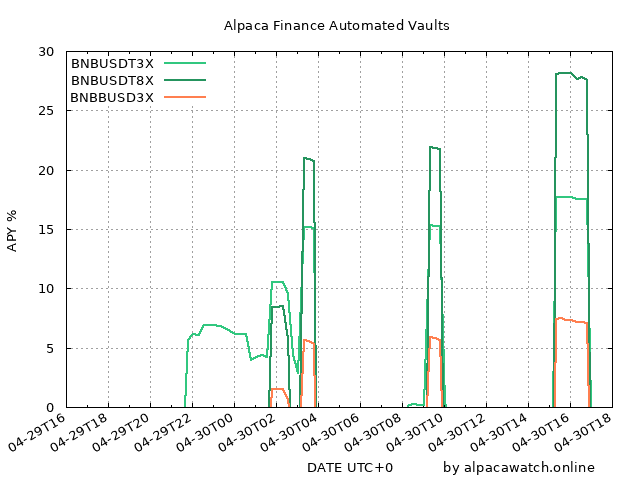 Alpaca Finance Automated Vaults
30
25
20
15
10
5
0
APY %
BNBUSDT3X
BNBUSDT8X
BNBBUSD3X
04-29T16
04-29T18
04-29T20
04-29T22
04-30T00
04-30T02
04-30T04
04-30T06
04-30T08
04-30T10
04-30T12
04-30T14
04-30T16
04-30T18
DATE UTC+0 by alpacawatch.online